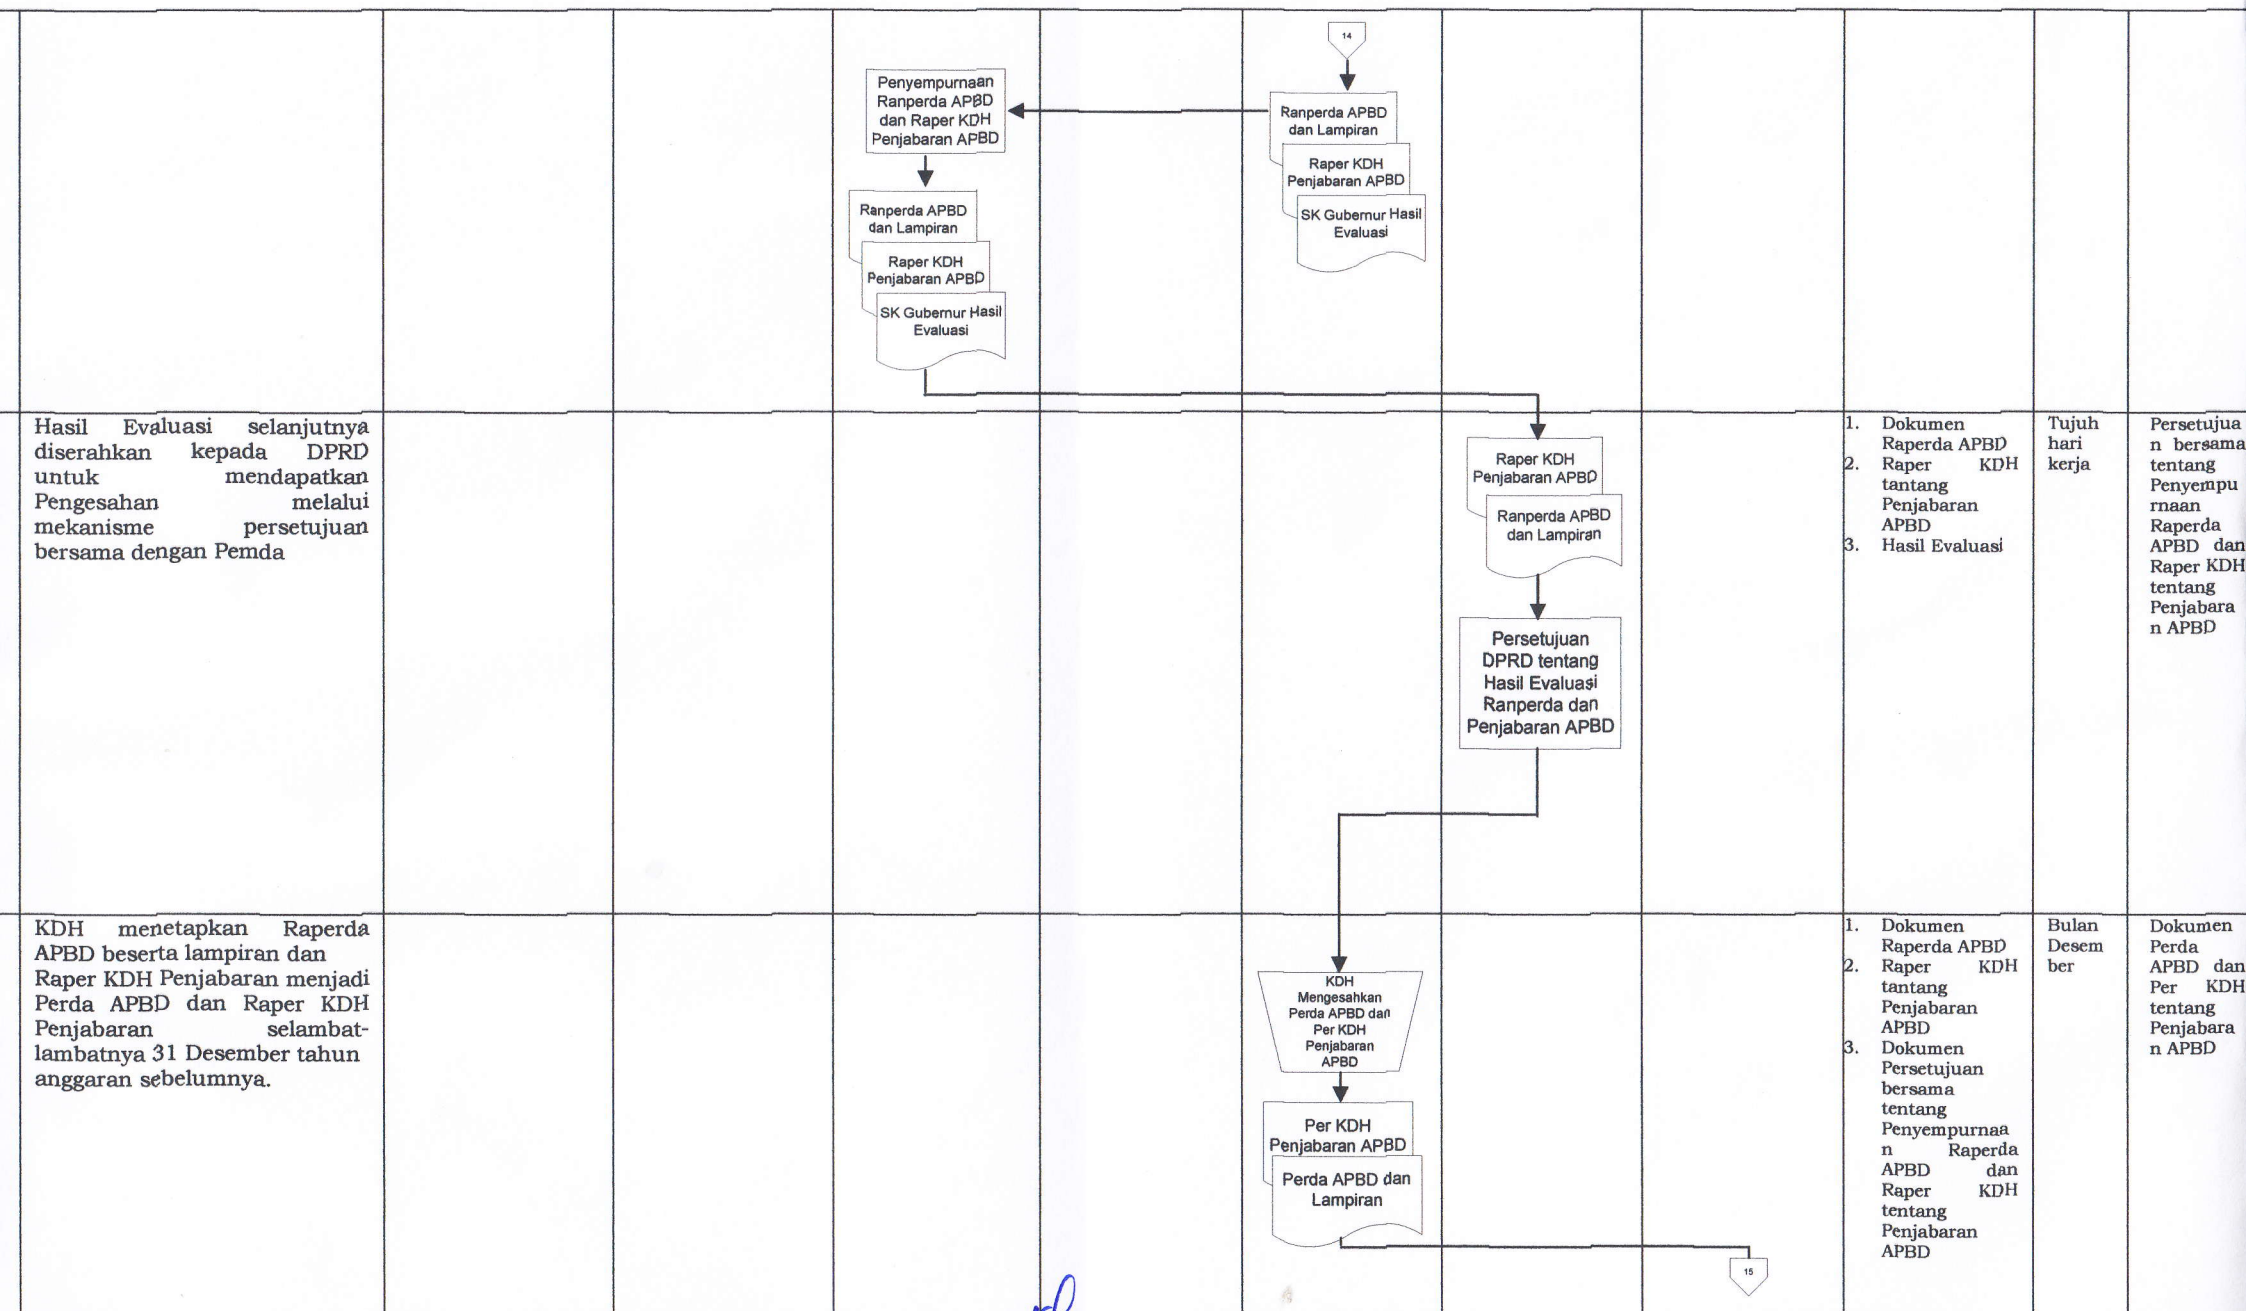 14
Penyempurnaan
Ranperda APBD
dan Raper KDH
Penjabaran APBD
Ranperda APBD
dan Lampiran
Raper KDH
Penjabaran APBD
SK Gubernur Hasil
Evaluasi
Ranperda APBD
dan Lampiran
Raper KDH
Penjabaran APBD
SK Gubernur Hasil
Evaluasi
Hasil Evaluasi selanjutnya
diserahkan kepada DPRD
untuk mendapatkan
Pengesahan melalui
mekanisme persetujuan
bersama dengan Pemda
Raper KDH
Penjabaran APBD
Ranperda APBD
dan Lampiran
Persetujuan
DPRD tentang
Hasil Evaluasi
Ranperda dan
Penjabaran APBD
1. Dokumen
Raperda APBD
2. Raper KDH
tantang
Penjabaran
APBD
3. Hasil Evaluasi
Tujuh
hari
kerja
Persetujua
n bersama
tentang
Penyempu
rnaan
Raperda
APBD dan
Raper KDH
tentang
Penjabara
n APBD
KDH menetapkan Raperda
APBD beserta lampiran dan
Raper KDH Penjabaran menjadi
Perda APBD dan Raper KDH
Penjabaran selambat-
lambatnya 31 Desember tahun
anggaran sebelumnya.
KDH
Mengesahkan
Perda APBD dan
Per KDH
Penjabaran
APBD
Per KDH
Penjabaran APBD
Perda APBD dan
Lampiran
15
1. Dokumen
Raperda APBD
2. Raper KDH
tantang
Penjabaran
APBD
3. Dokumen
Persetujuan
bersama
tentang
Penyempurnaa
n Raperda
APBD dan
Raper KDH
tentang
Penjabaran
APBD
Bulan
Desem
ber
Dokumen
Perda
APBD dan
Per KDH
tentang
Penjabara
n APBD